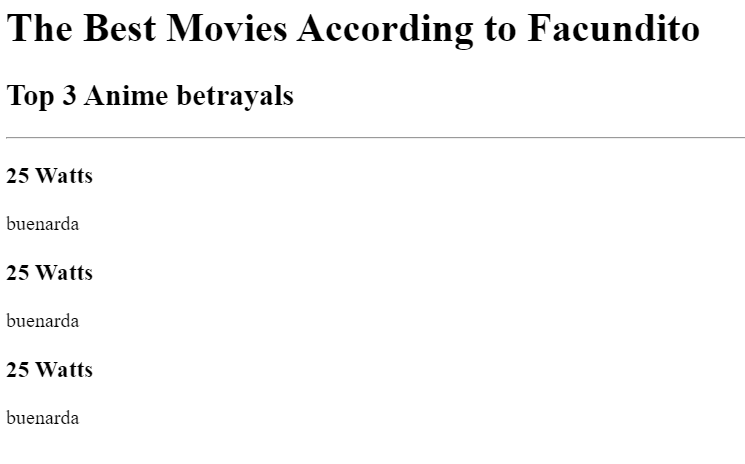 The Best Movies According to Facundito
Top 3 Anime betrayals
25 Watts
buenarda
25 Watts
buenarda
25 Watts
buenarda